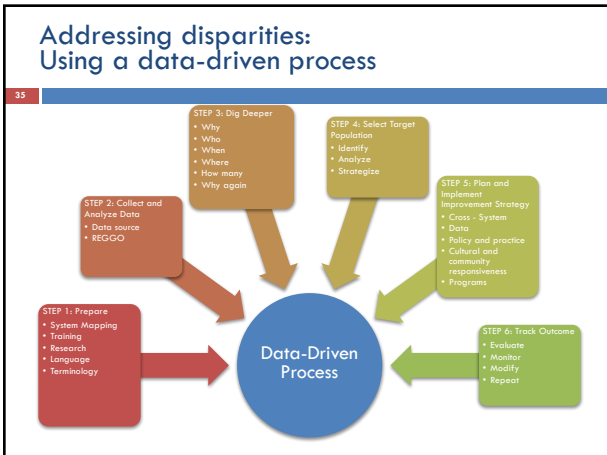 Addressing disparities:
Using a data-driven process
35
STEP 1: Prepare
• System Mapping
• Training
• Research
• Language
• Terminology
STEP 2: Collect and
Analyze Data
• Data source
• REGGO
STEP 3: Dig Deeper
• Why
• Who
• When
• Where
• How many
• Why again
STEP 4: Select Target
Population
• Identify
• Analyze
• Strategize
STEP 5: Plan and
Implement
Improvement Strategy
• Cross - System
• Data
• Policy and practice
• Cultural and
community
responsiveness
• Programs
STEP 6: Track Outcome
• Evaluate
• Monitor
• Modify
• Repeat
Data-Driven
Process